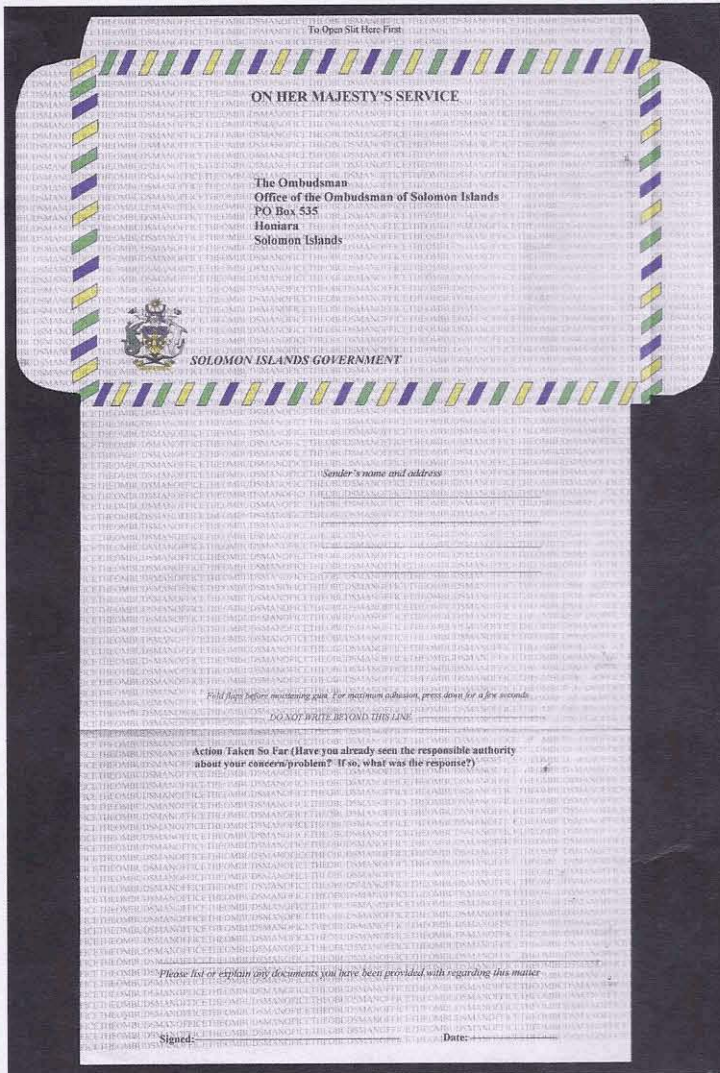 To Open Slit Here First
ON HER MAJESTY'S SERVICE
The Ombudsman
Office of the Ombudsman of Solomon Islands
PO Box 535
Honiara
Solomon Islands
SOLOMON ISLANDS GOVERNMENT
Sender's name and address
Fold flaps before moistening gum. For maximum adhesion, press down for a few seconds
DO NOT WRITE BEYOND THIS LINE
Action Taken So Far (Have you already seen the responsible authority
about your concern/problem? If so, what was the response?)
Please list or explain any documents you have been provided with regarding this matter
Signed: Date: